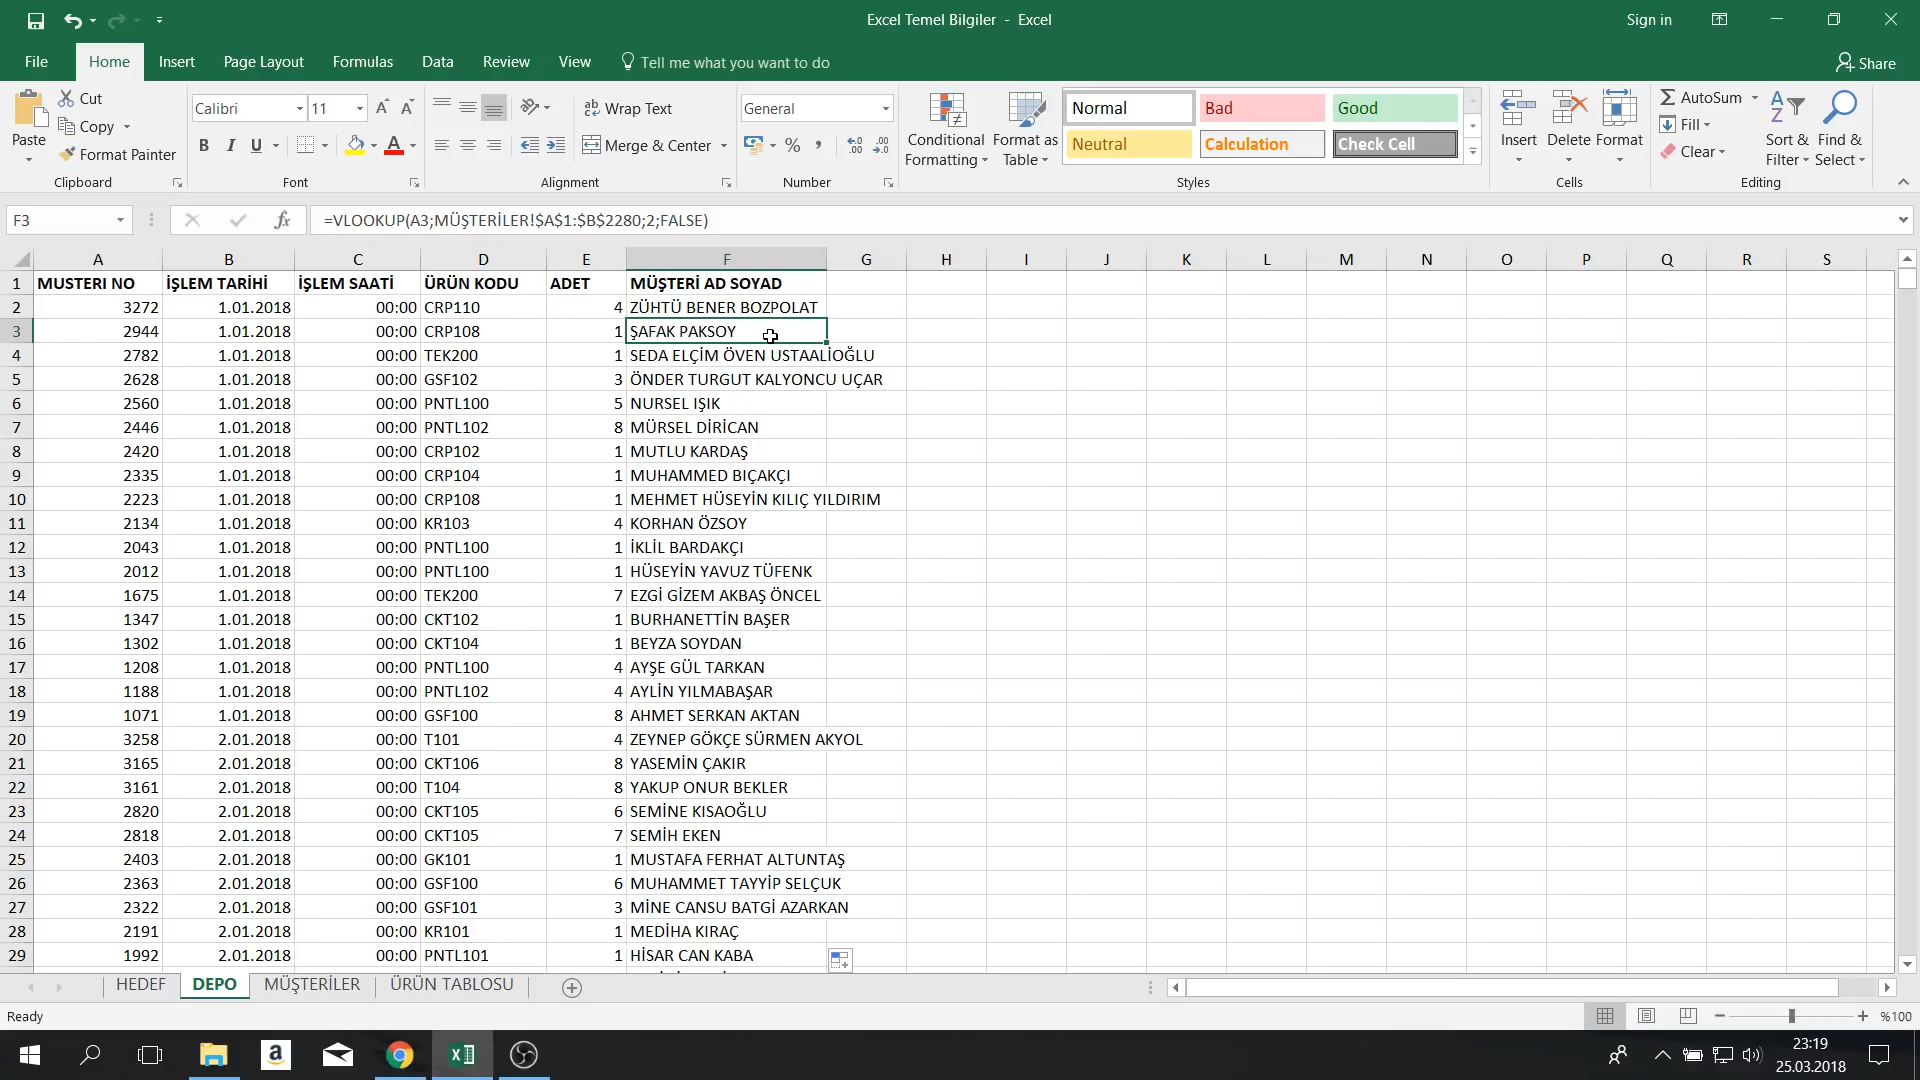 Excel Temel Bilgiler - Excel
Sign in
File Home Insert Page Layout Formulas Data Review View Tell me what you want to do
Share
Paste
Cut
Copy
Format Painter
Clipboard
Calibri 11
B I U
Font
Wrap Text
Merge & Center
Alignment
General
%
Number
Conditional Formatting
Format as Table
Normal Bad Good
Neutral Calculation Check Cell
Styles
Insert Delete Format
Cells
AutoSum
Fill
Clear
Sort & Filter
Find & Select
Editing
F3
fx
=VLOOKUP(A3;MÜŞTERİLER!$A$1:$B$2280;2;FALSE)
A B C D E F G H I J K L M N O P Q R S
1 MUSTERI NO İŞLEM TARİHİ İŞLEM SAATİ ÜRÜN KODU ADET MÜŞTERİ AD SOYAD
2 3272 1.01.2018 00:00 CRP110 4 ZÜHTÜ BENER BOZPOLAT
3 2944 1.01.2018 00:00 CRP108 1 ŞAFAK PAKSOY
4 2782 1.01.2018 00:00 TEK200 1 SEDA ELÇİM ÖVEN USTAALİOĞLU
5 2628 1.01.2018 00:00 GSF102 3 ÖNDER TURGUT KALYONCU UÇAR
6 2560 1.01.2018 00:00 PNTL100 5 NURSEL IŞIK
7 2446 1.01.2018 00:00 PNTL102 8 MÜRSEL DİRİCAN
8 2420 1.01.2018 00:00 CRP102 1 MUTLU KARDAŞ
9 2335 1.01.2018 00:00 CRP104 1 MUHAMMED BIÇAKÇI
10 2223 1.01.2018 00:00 CRP108 1 MEHMET HÜSEYİN KILIÇ YILDIRIM
11 2134 1.01.2018 00:00 KR103 4 KORHAN ÖZSOY
12 2043 1.01.2018 00:00 PNTL100 1 İKLİL BARDAKÇI
13 2012 1.01.2018 00:00 PNTL100 1 HÜSEYİN YAVUZ TÜFENK
14 1675 1.01.2018 00:00 TEK200 7 EZGİ GİZEM AKBAŞ ÖNCEL
15 1347 1.01.2018 00:00 CKT102 1 BURHANETTİN BAŞER
16 1302 1.01.2018 00:00 CKT104 1 BEYZA SOYDAN
17 1208 1.01.2018 00:00 PNTL100 4 AYŞE GÜL TARKAN
18 1188 1.01.2018 00:00 PNTL102 4 AYLİN YILMABAŞAR
19 1071 1.01.2018 00:00 GSF100 8 AHMET SERKAN AKTAN
20 3258 2.01.2018 00:00 T101 4 ZEYNEP GÖKÇE SÜRMEN AKYOL
21 3165 2.01.2018 00:00 CKT106 8 YASEMİN ÇAKIR
22 3161 2.01.2018 00:00 T104 8 YAKUP ONUR BEKLER
23 2820 2.01.2018 00:00 CKT105 6 SEMİNE KISAOĞLU
24 2818 2.01.2018 00:00 CKT105 7 SEMİH EKEN
25 2403 2.01.2018 00:00 GK101 1 MUSTAFA FERHAT ALTUNTAŞ
26 2363 2.01.2018 00:00 GSF100 6 MUHAMMET TAYYİP SELÇUK
27 2322 2.01.2018 00:00 GSF101 3 MİNE CANSU BATGİ AZARKAN
28 2191 2.01.2018 00:00 KR101 1 MEDİHA KIRAÇ
29 1992 2.01.2018 00:00 PNTL101 1 HİSAR CAN KABA
HEDEF DEPO MÜŞTERİLER ÜRÜN TABLOSU
Ready
%100
23:19
25.03.2018